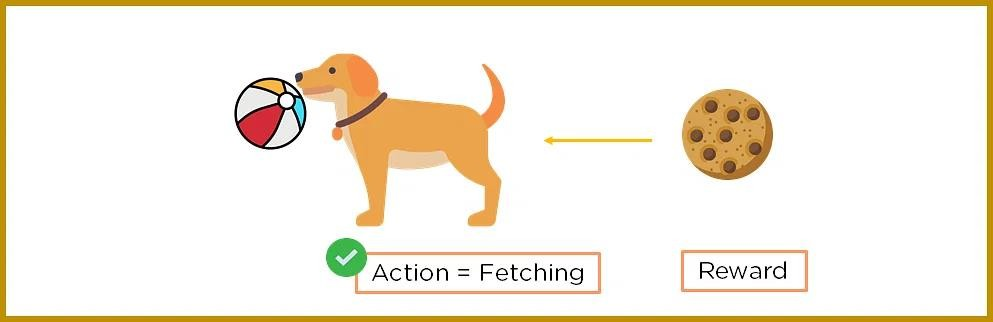 Action = Fetching
Reward